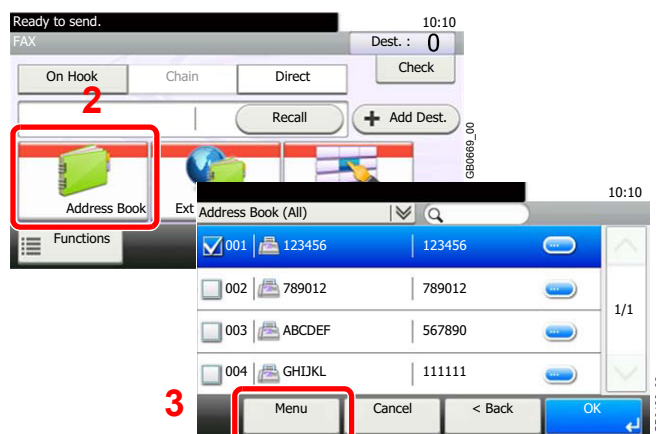 Ready to send. 10:10
FAX Dest. : 0
On Hook Chain Direct Check
2
Recall + Add Dest.
GB0669_00
Address Book Ext
Functions
10:10
Address Book (All)
001 123456 123456
002 789012 789012
003 ABCDEF 567890
1/1
004 GHIJKL 111111
3
Menu Cancel < Back OK